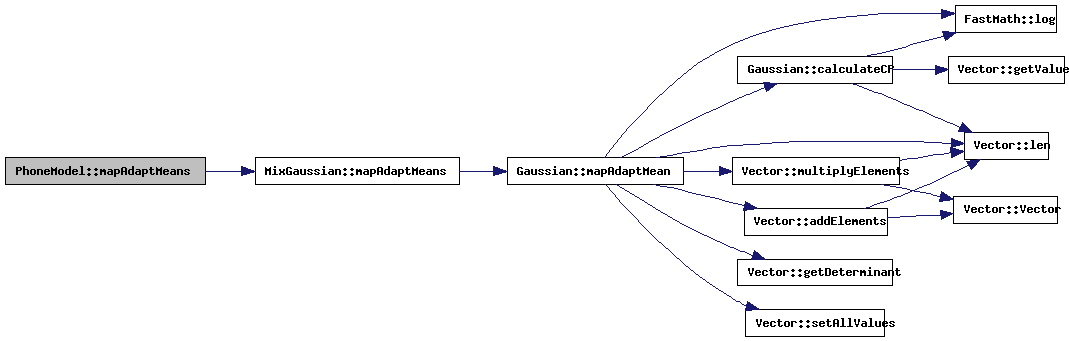 FastMath::log
Gaussian::calculateCP
Vector::getValue
Vector::len
PhoneModel::mapAdaptMeans
MixGaussian::mapAdaptMeans
Gaussian::mapAdaptMean
Vector::multiplyElements
Vector::Vector
Vector::addElements
Vector::getDeterminant
Vector::setAllValues